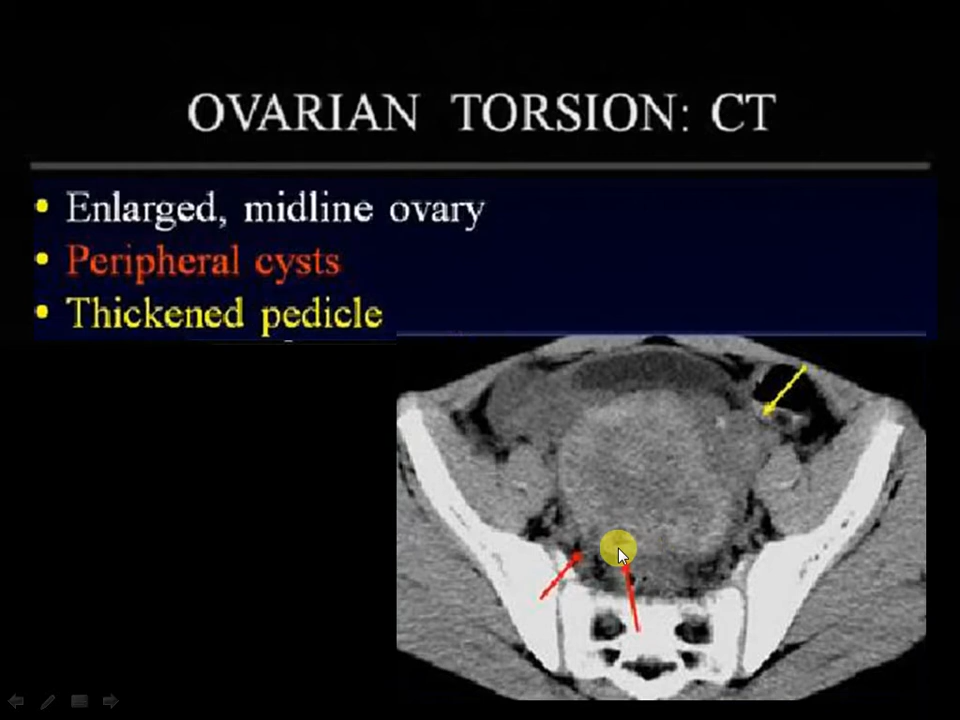 OVARIAN TORSION: CT
• Enlarged, midline ovary
• Peripheral cysts
• Thickened pedicle